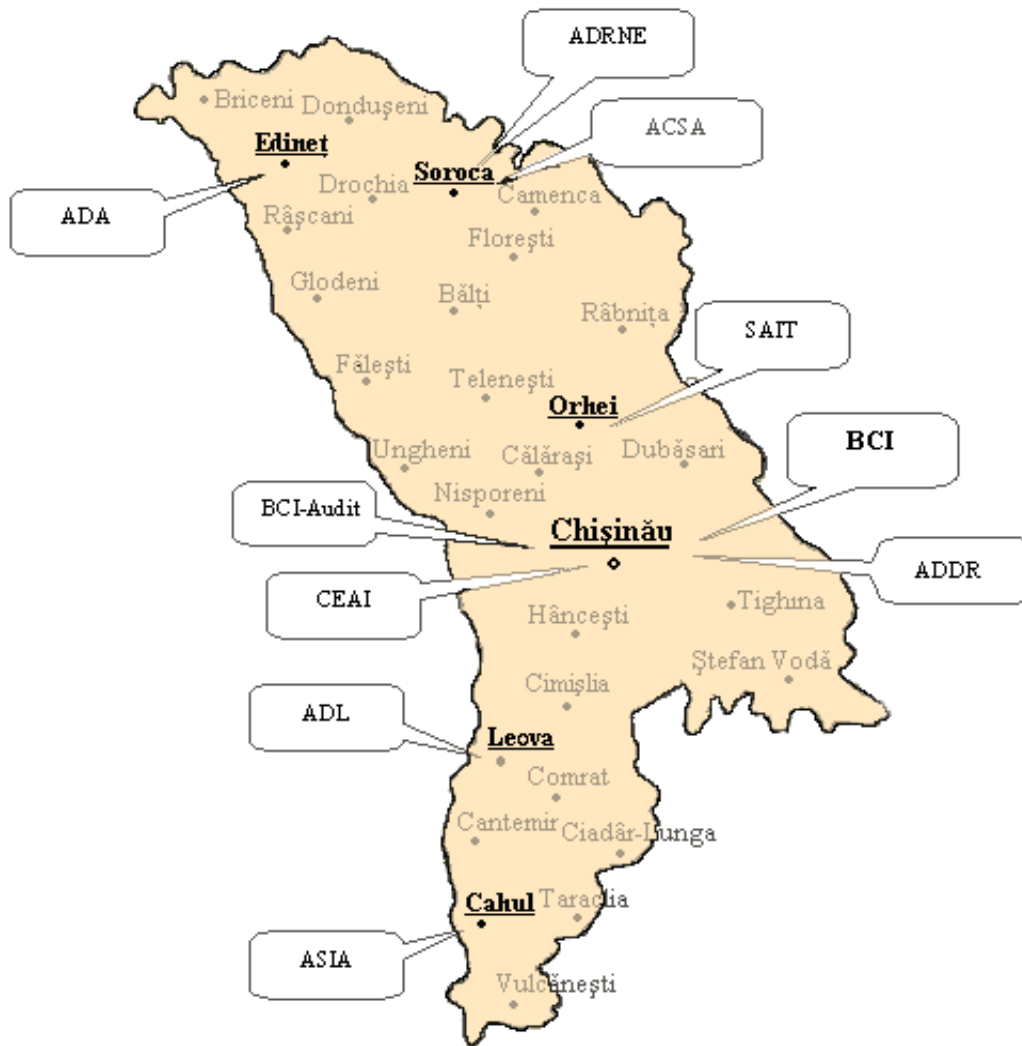 ADRNE
Briceni
Dondușeni
ACSA
Edineț
Soroca
Drochia
Camenca
ADA
Râșcani
Florești
Glodeni
Bălți
Râbnița
SAIT
Fălești
Telenești
Orhei
BCI
Ungheni
Călărași
Dubăsari
Nisporeni
BCI-Audit
Chișinău
ADDR
CEAI
Hâncești
Tighina
Ștefan Vodă
Cimișlia
ADL
Leova
Comrat
Cantemir
Ciadâr-Lunga
Cahul
Taraclia
ASIA
Vulcănești